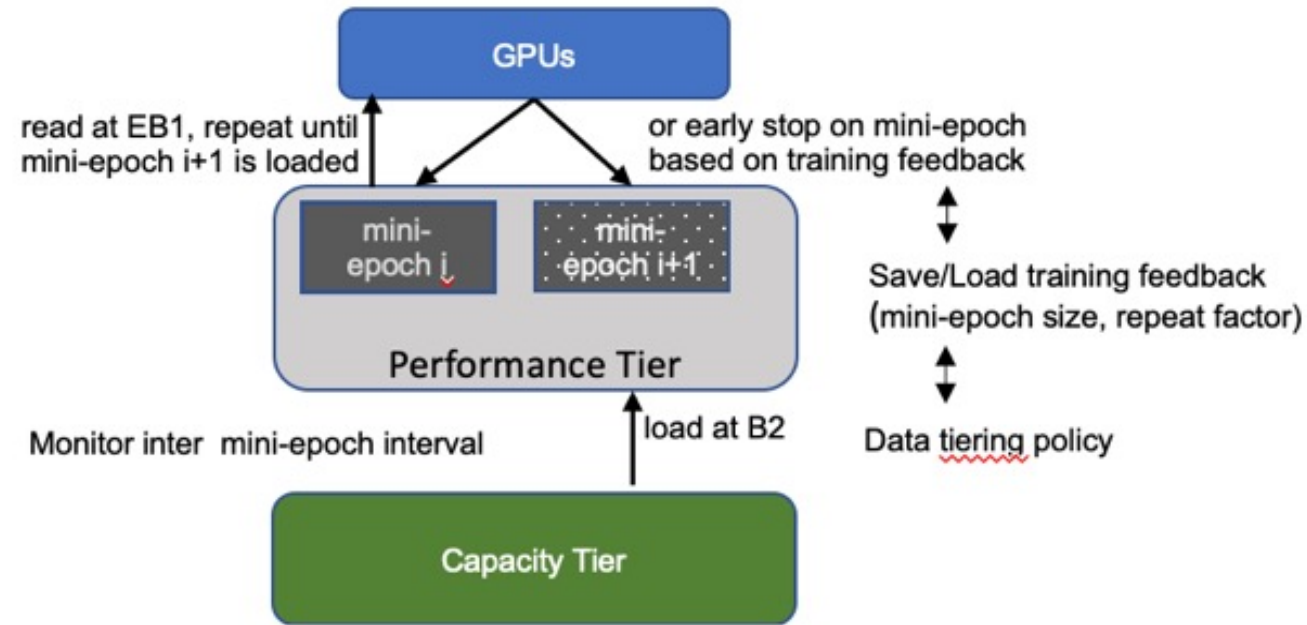 GPUs
read at EB1, repeat until
mini-epoch i+1 is loaded
or early stop on mini-epoch
based on training feedback
mini-
epoch i
mini-
epoch i+1
Save/Load training feedback
(mini-epoch size, repeat factor)
Performance Tier
load at B2
Monitor inter  mini-epoch interval
Data tiering policy
Capacity Tier